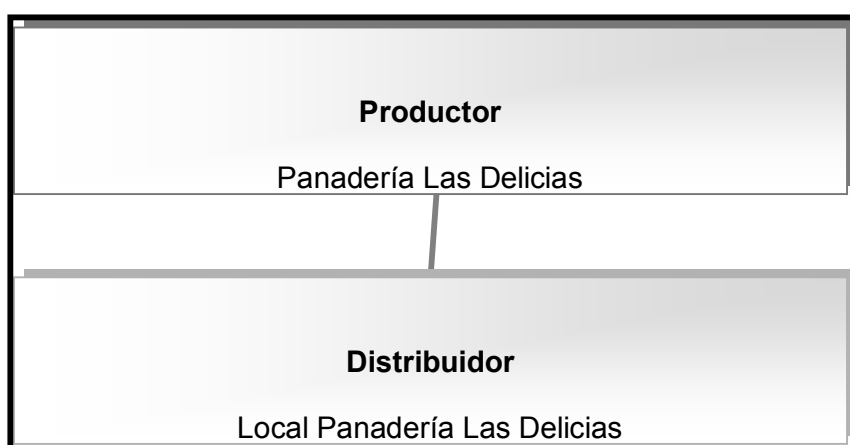 Productor
Panadería Las Delicias
Distribuidor
Local Panadería Las Delicias